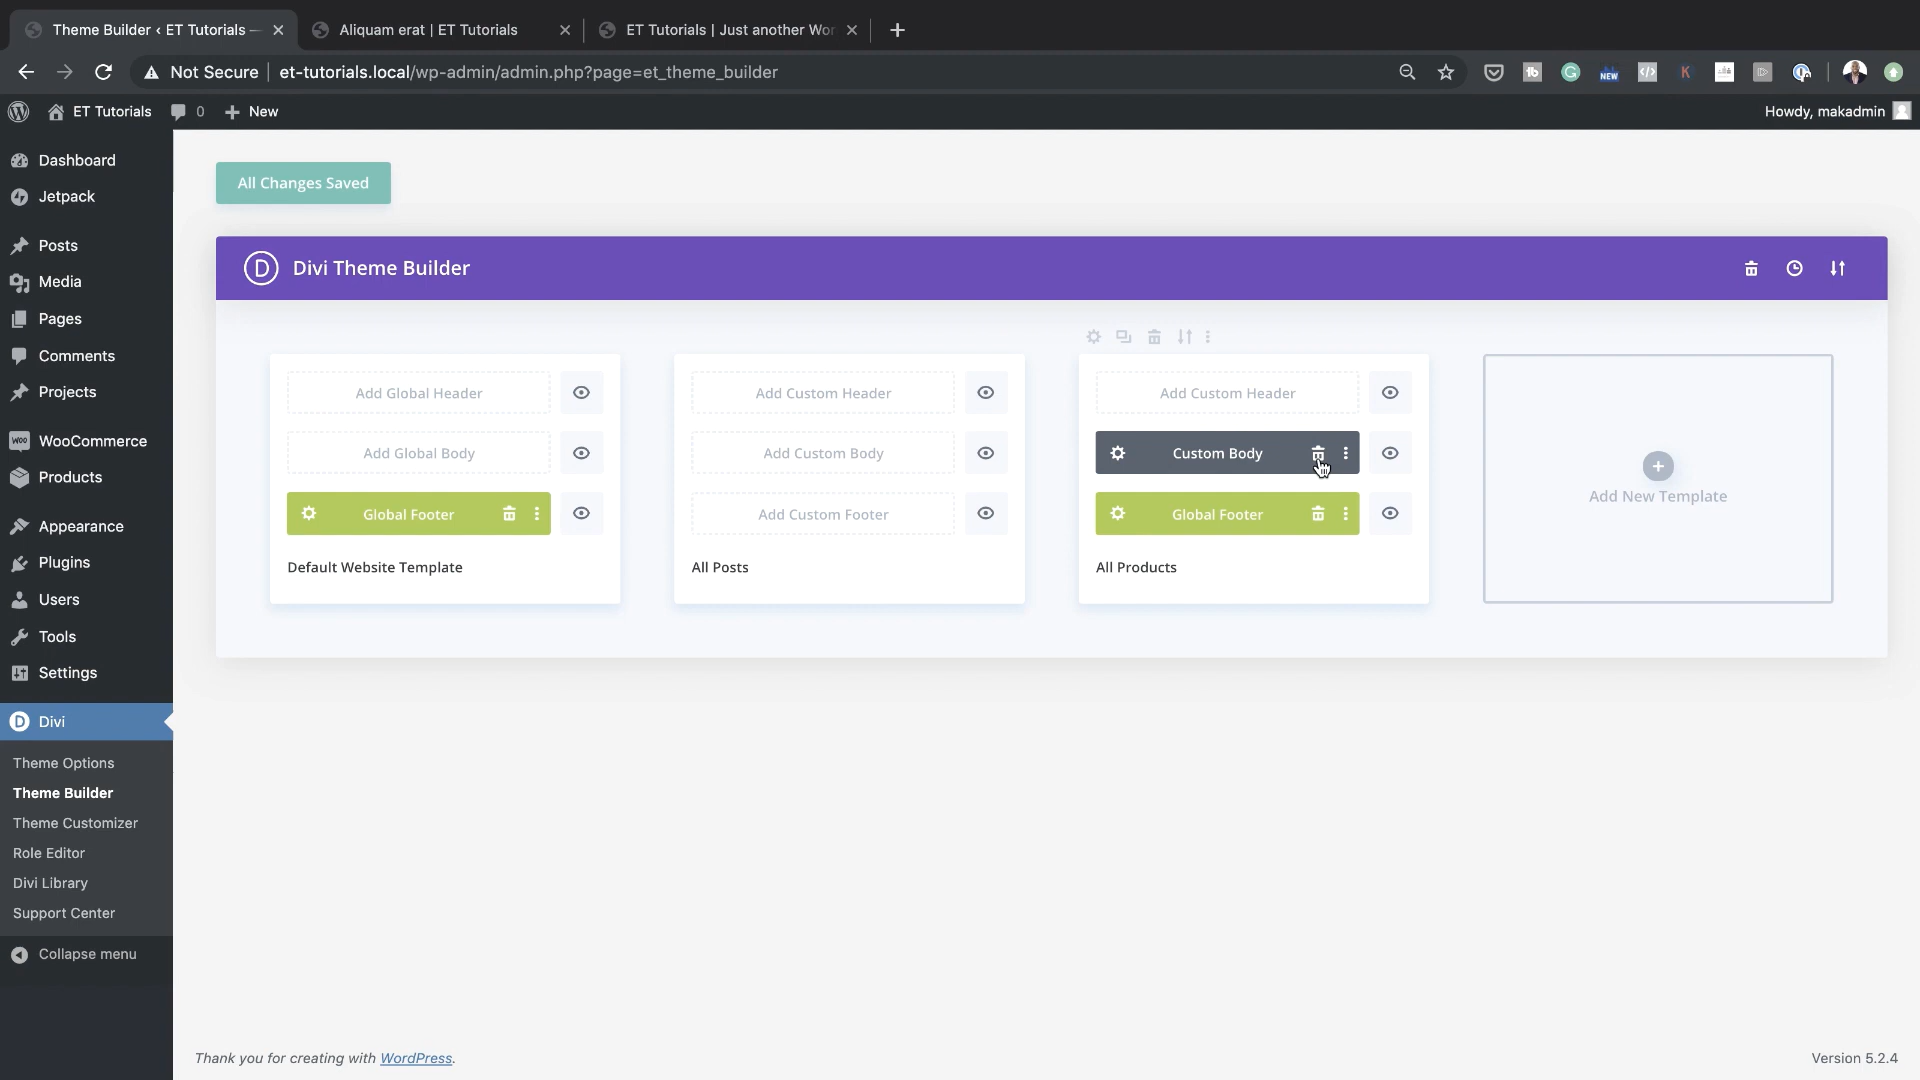 Theme Builder ‹ ET Tutorials —
Aliquam erat | ET Tutorials
ET Tutorials | Just another Wor
Not Secure
et-tutorials.local/wp-admin/admin.php?page=et_theme_builder
NEW
ET Tutorials
0
New
Howdy, makadmin
Dashboard
Jetpack
Posts
Media
Pages
Comments
Projects
WooCommerce
Products
Appearance
Plugins
Users
Tools
Settings
Divi
Theme Options
Theme Builder
Theme Customizer
Role Editor
Divi Library
Support Center
Collapse menu
All Changes Saved
Divi Theme Builder
Add Global Header
Add Global Body
Global Footer
Default Website Template
Add Custom Header
Add Custom Body
Add Custom Footer
All Posts
Add Custom Header
Custom Body
Global Footer
All Products
Add New Template
Thank you for creating with WordPress.
Version 5.2.4